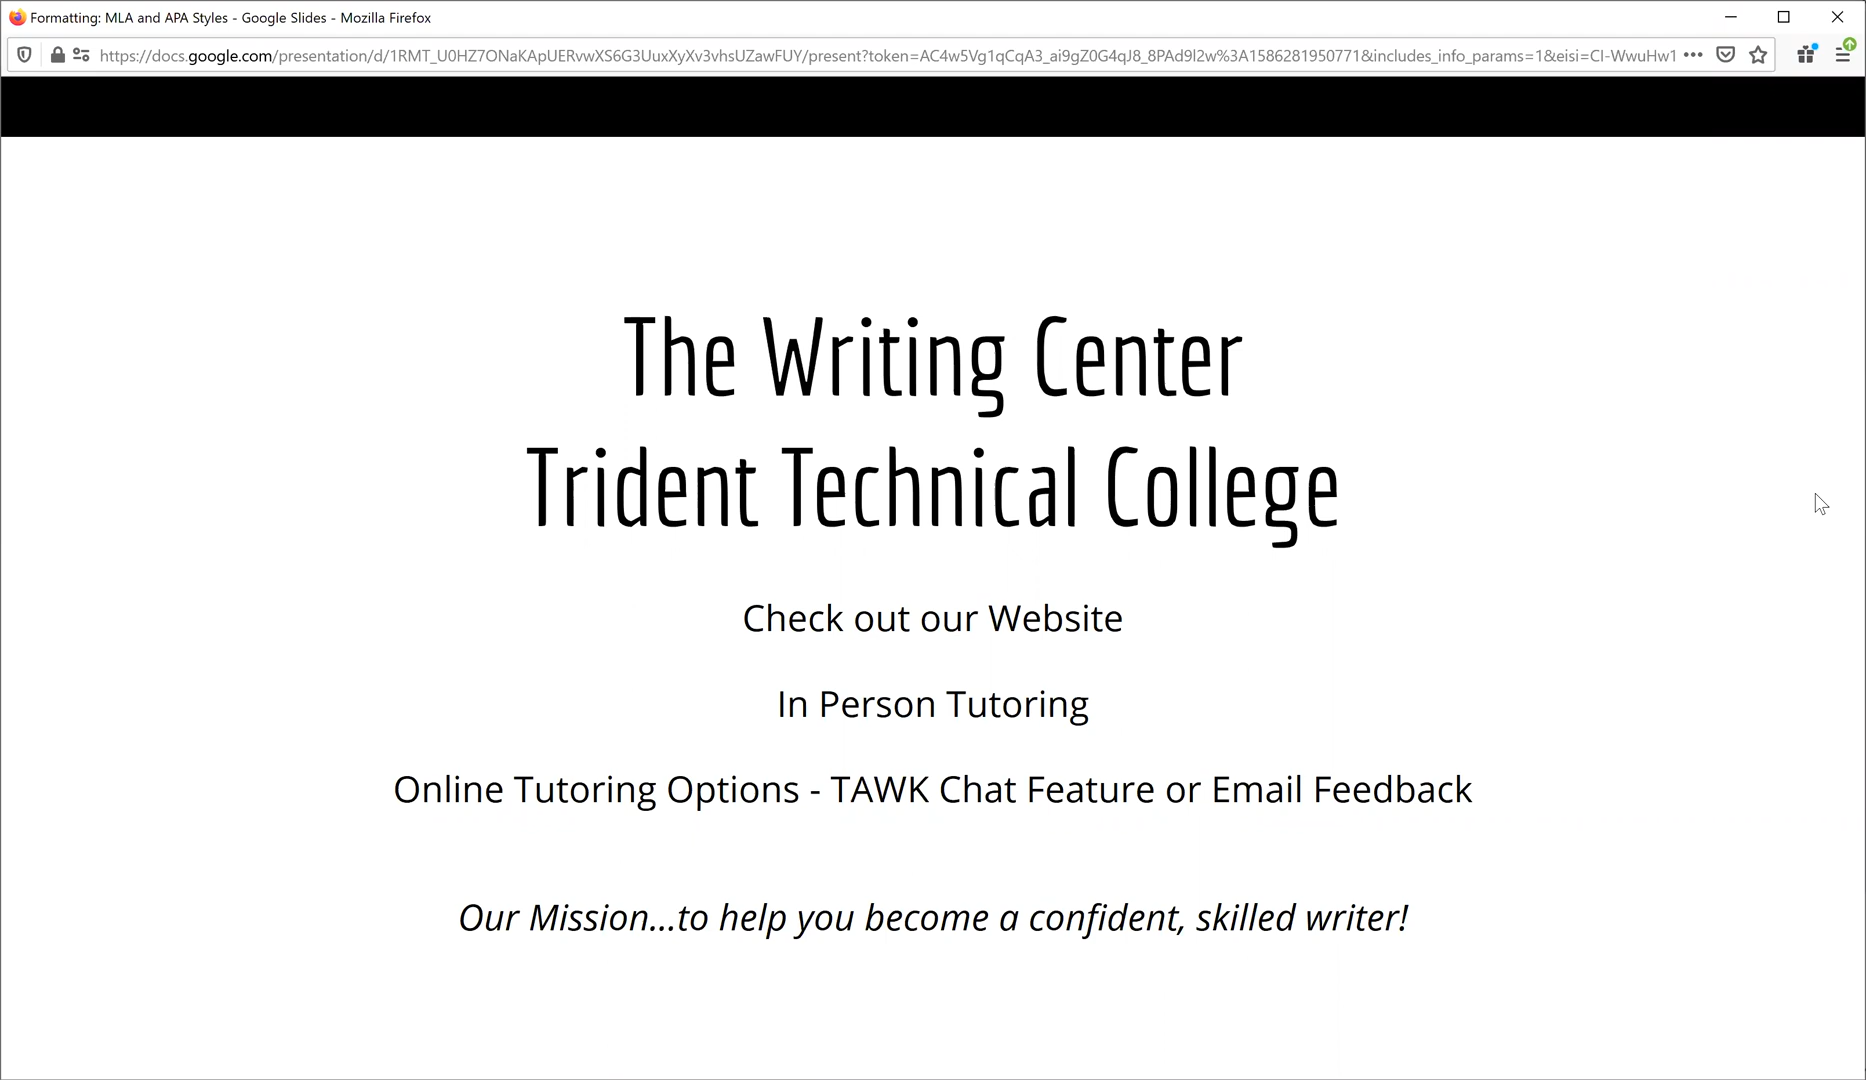 Formatting: MLA and APA Styles - Google Slides - Mozilla Firefox
https://docs.google.com/presentation/d/1RMT_U0HZ7ONaKApUERvwXS6G3UuxXyXv3vhsUZawFUY/present?token=AC4w5Vg1qCqA3_ai9gZ0G4qJ8_8PAd9l2w%3A1586281950771&includes_info_params=1&eisi=CI-WwuHw1
The Writing Center
Trident Technical College
Check out our Website
In Person Tutoring
Online Tutoring Options - TAWK Chat Feature or Email Feedback
Our Mission...to help you become a confident, skilled writer!